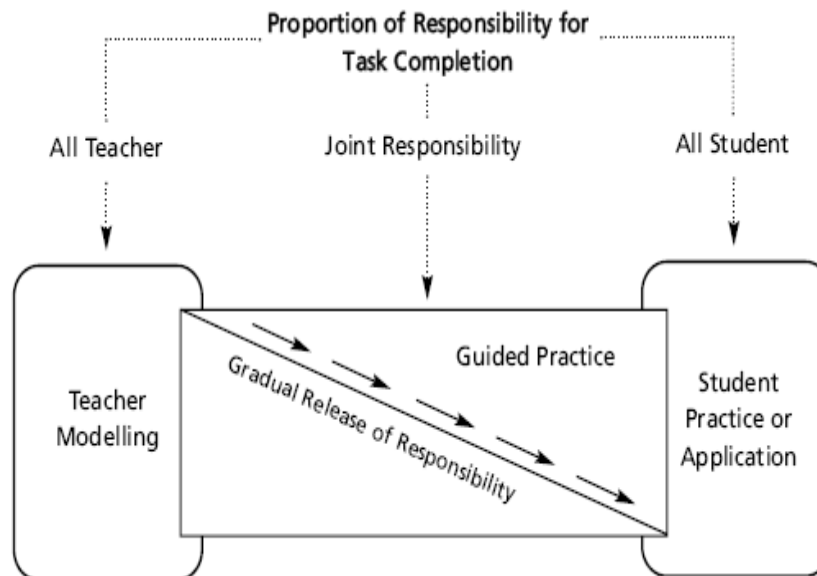 Proportion of Responsibility for
Task Completion
All Teacher
Joint Responsibility
All Student
Teacher
Modelling
Gradual Release of Responsibility
Guided Practice
Student
Practice or
Application